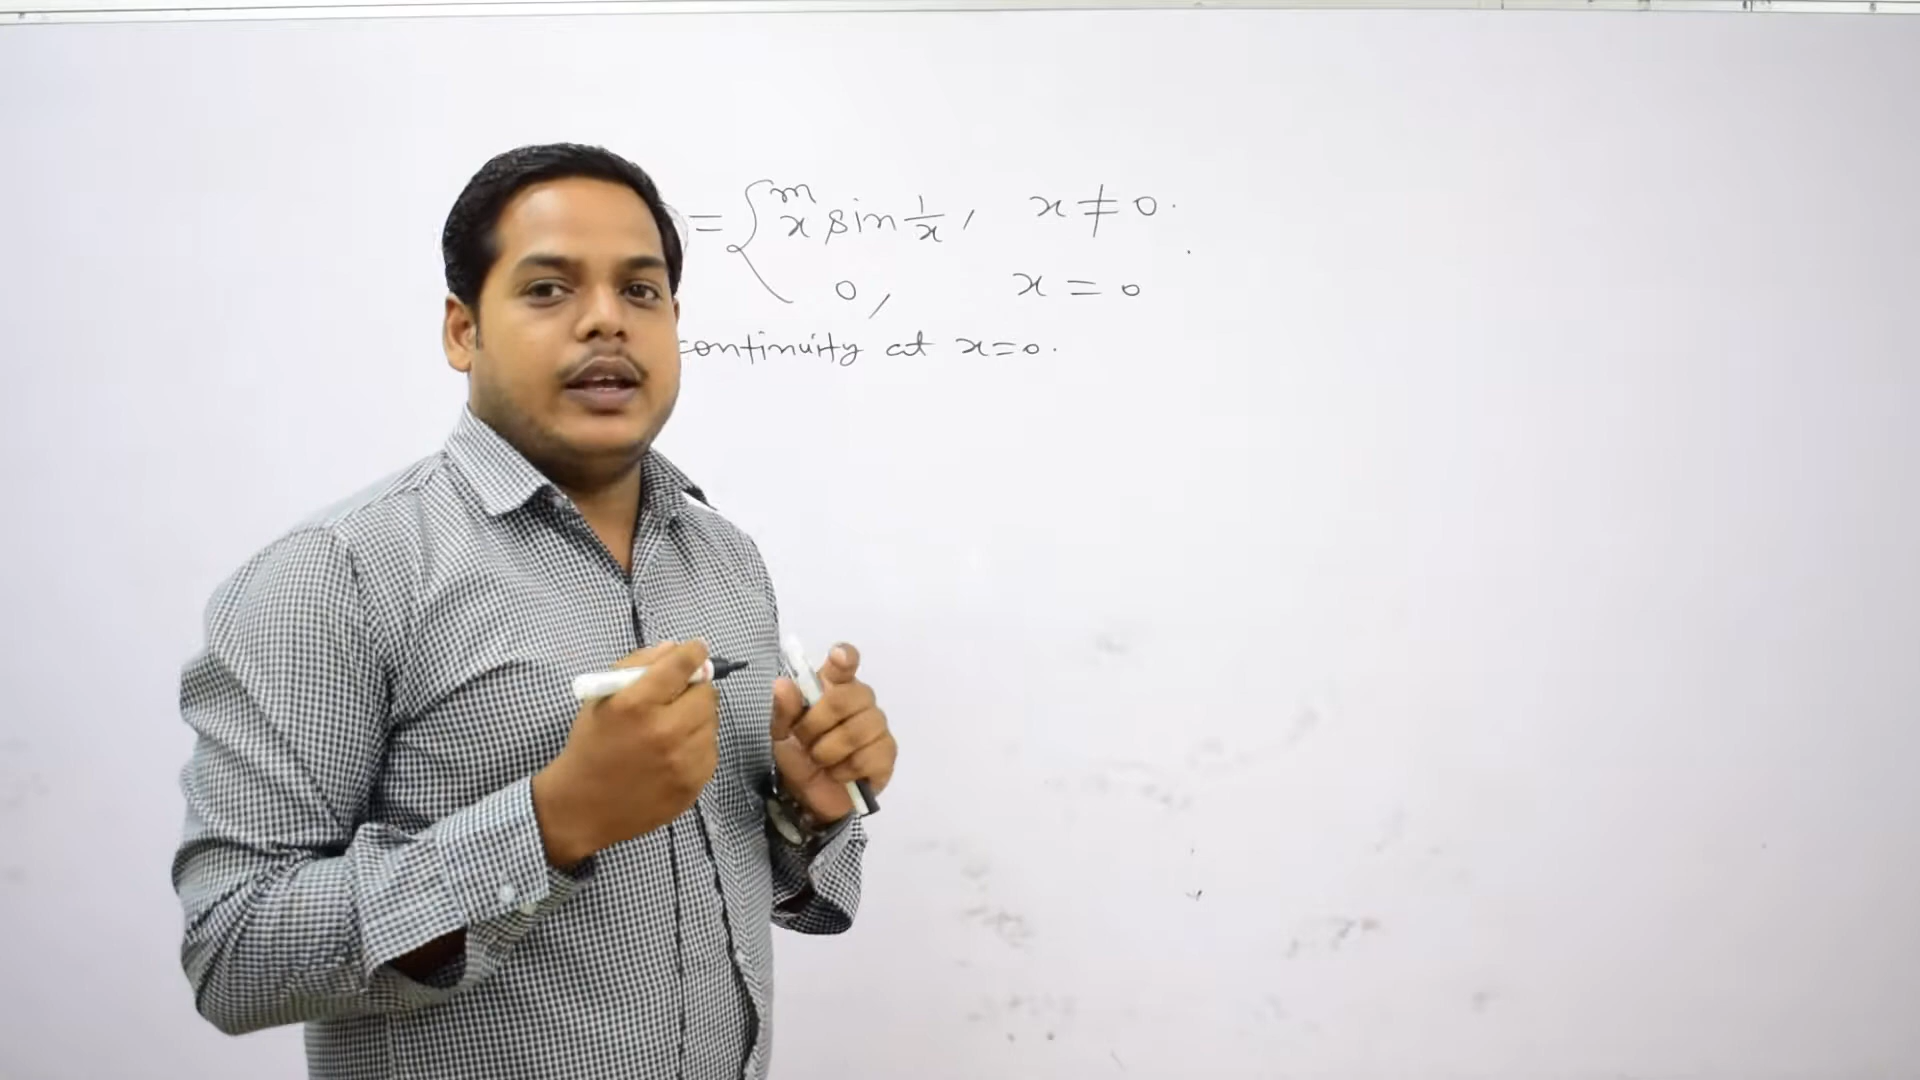 = { x^m sin 1/x, x ≠ 0.
0, x = 0
continuity at x=0.